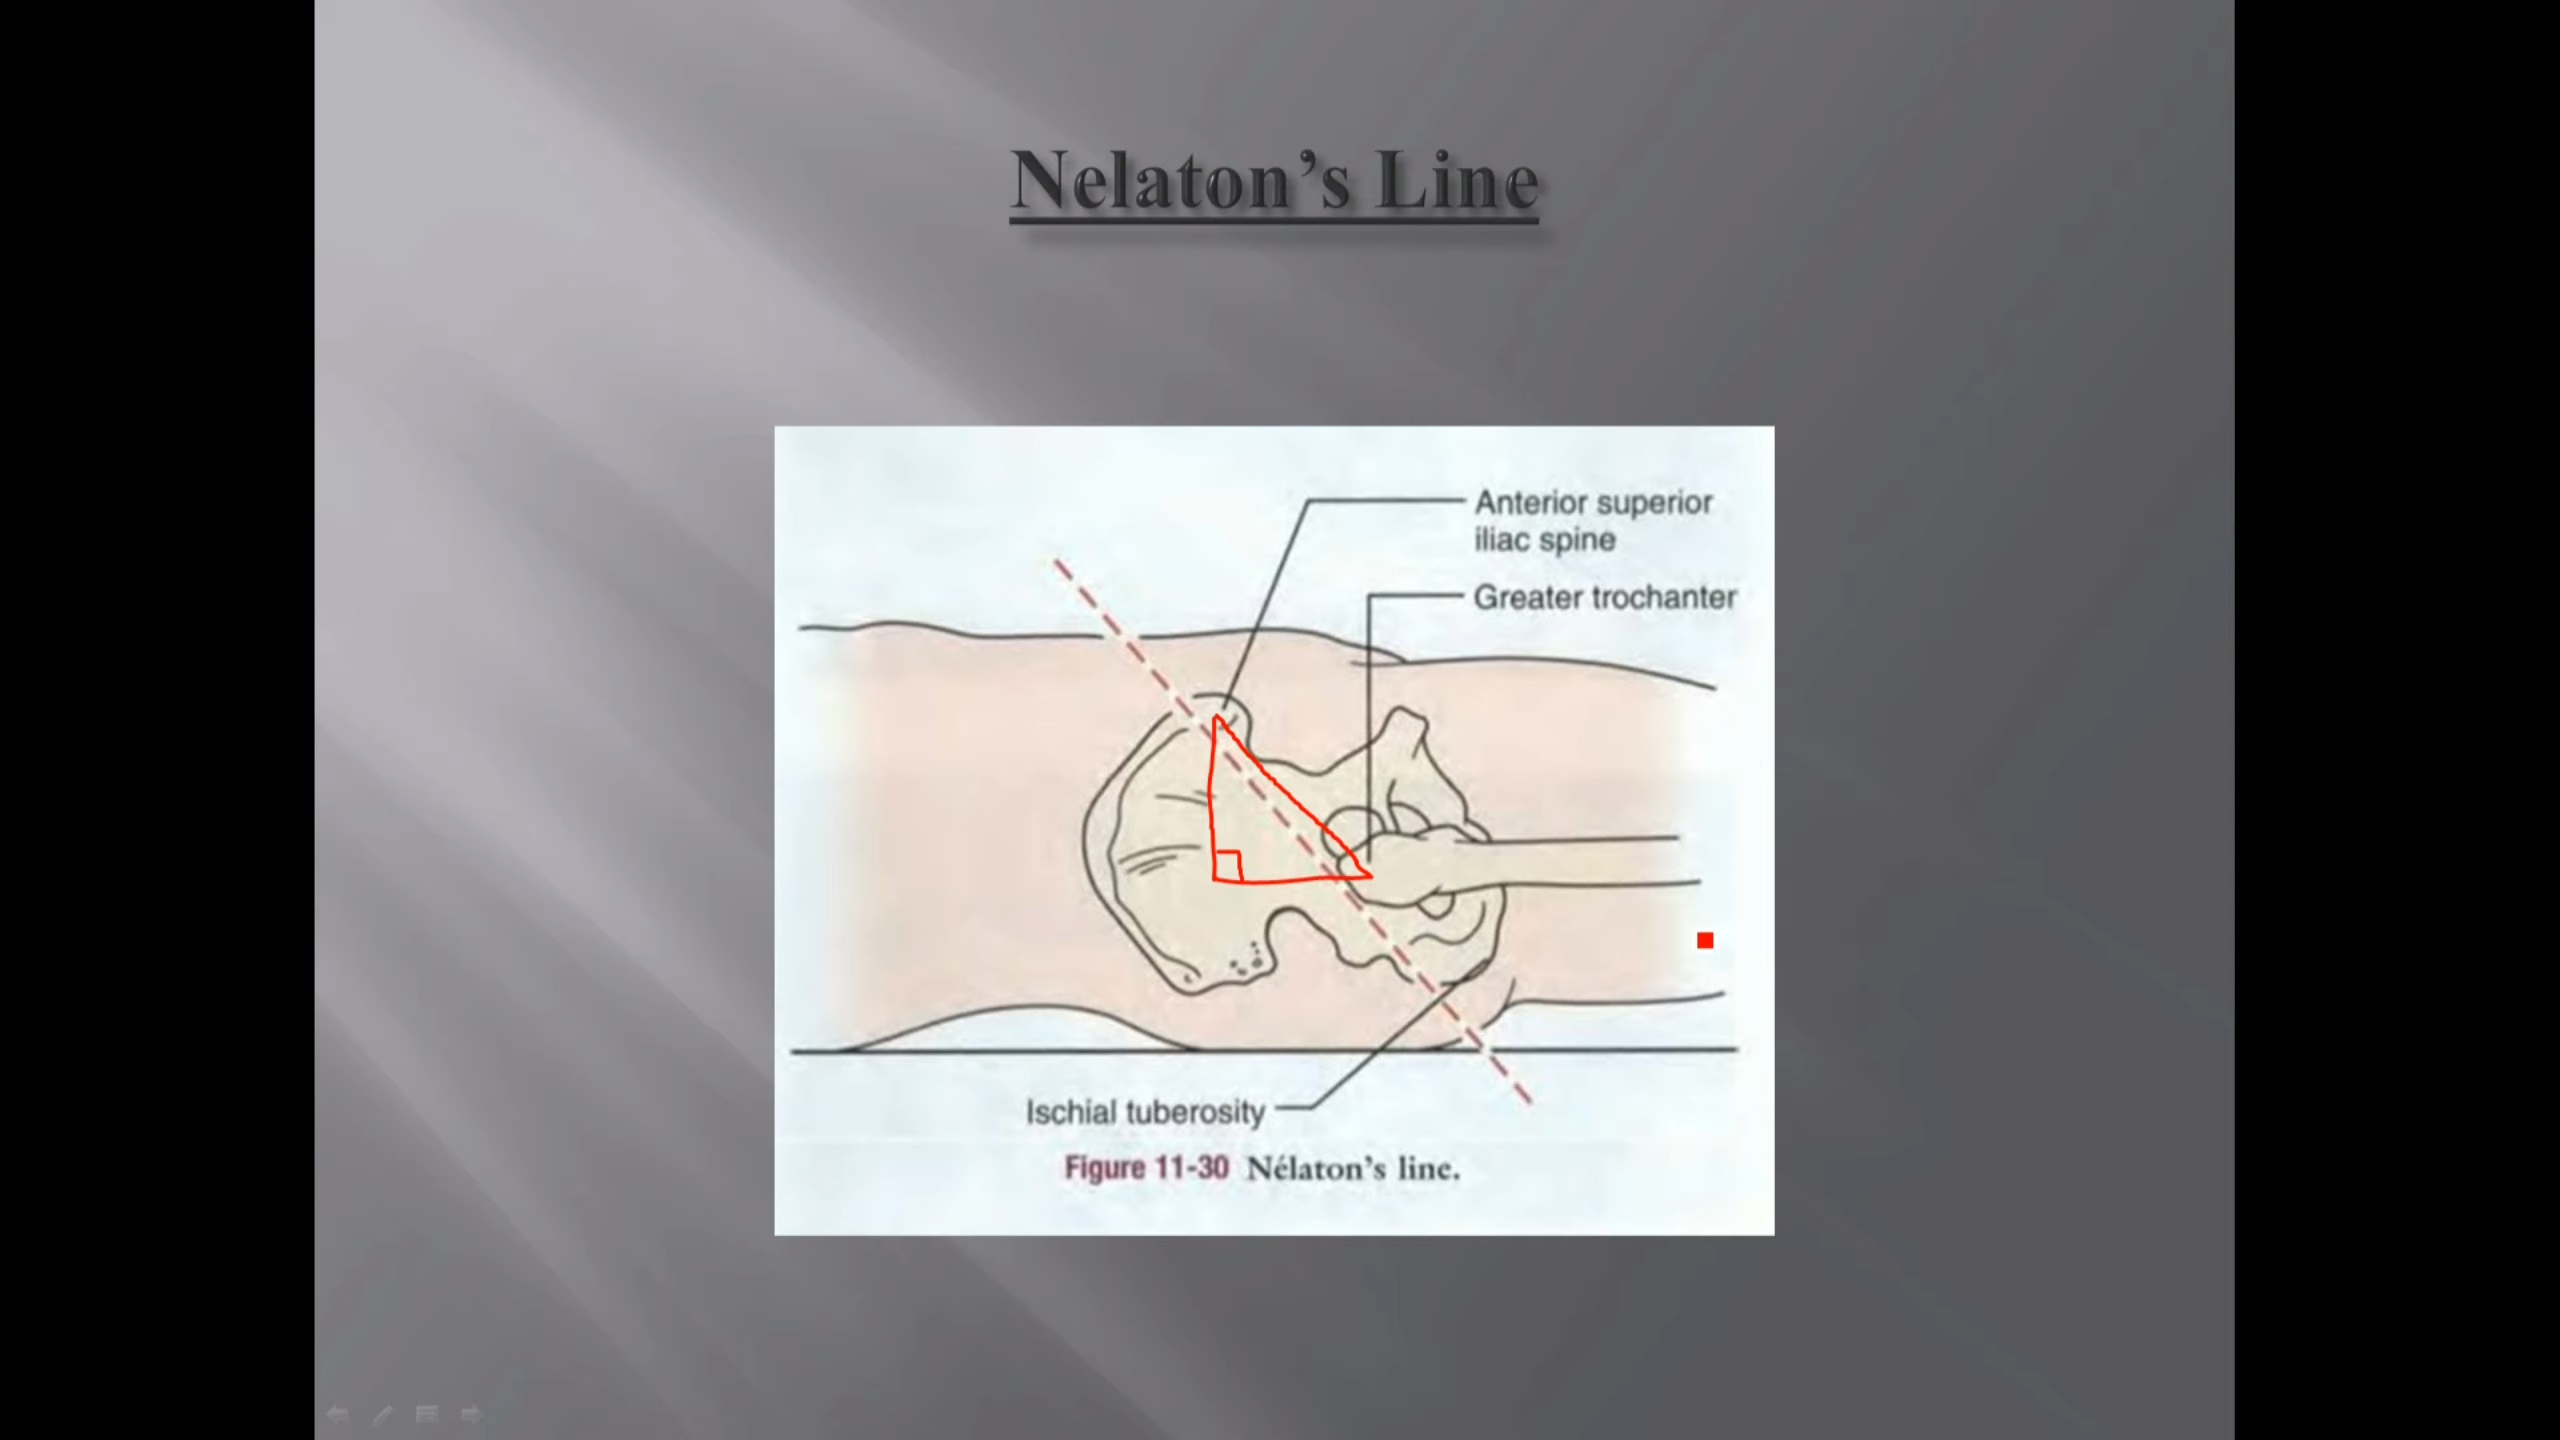 Nelaton’s Line
Anterior superior
iliac spine
Greater trochanter
Ischial tuberosity
Figure 11-30 Nélaton’s line.